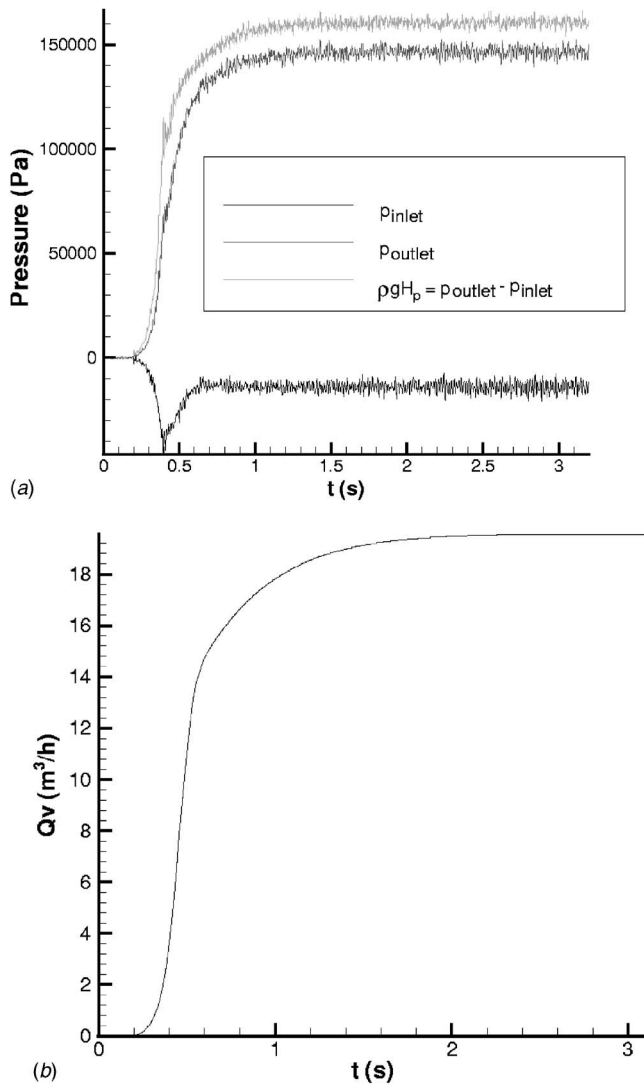 150000
100000
50000
0
Pressure (Pa)
p_inlet
p_outlet
ρgH_p = p_outlet - p_inlet
0 0.5 1 1.5 2 2.5 3
t (s)
(a)
18
16
14
12
10
8
6
4
2
0
Qv (m³/h)
0 1 2 3
t (s)
(b)